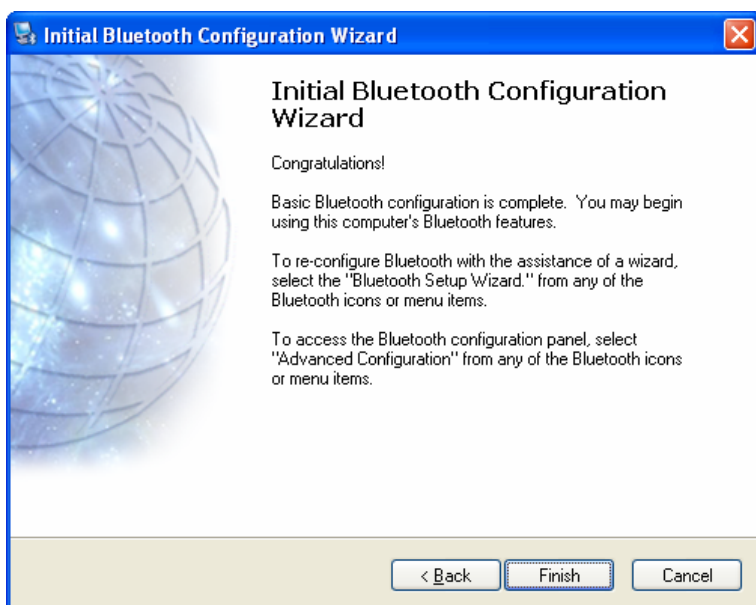 Initial Bluetooth Configuration Wizard
Initial Bluetooth Configuration
Wizard
Congratulations!
Basic Bluetooth configuration is complete. You may begin
using this computer's Bluetooth features.
To re-configure Bluetooth with the assistance of a wizard,
select the "Bluetooth Setup Wizard." from any of the
Bluetooth icons or menu items.
To access the Bluetooth configuration panel, select
"Advanced Configuration" from any of the Bluetooth icons
or menu items.
< Back
Finish
Cancel